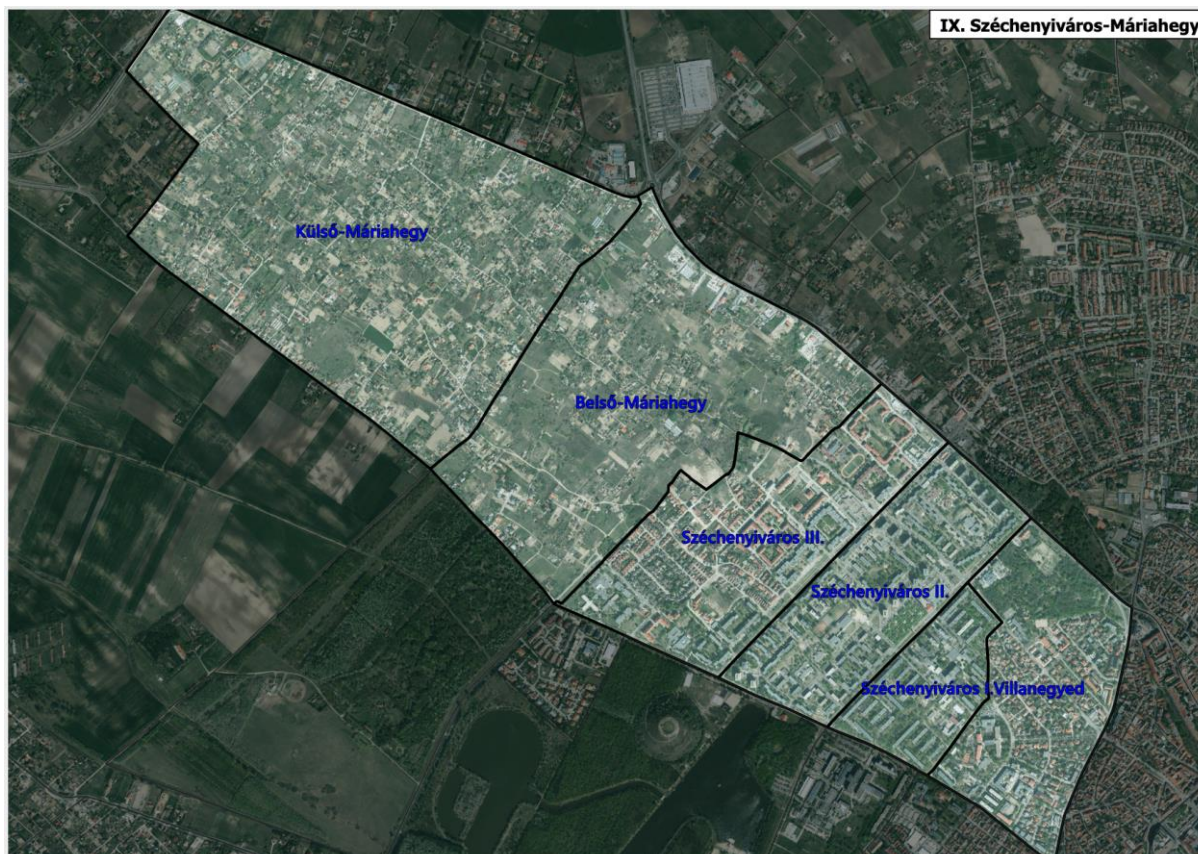 IX. Széchenyiváros-Máriahegy
Külső-Máriahegy
Belső-Máriahegy
Széchenyiváros III.
Széchenyiváros II.
Széchenyiváros I.
Villanegyed